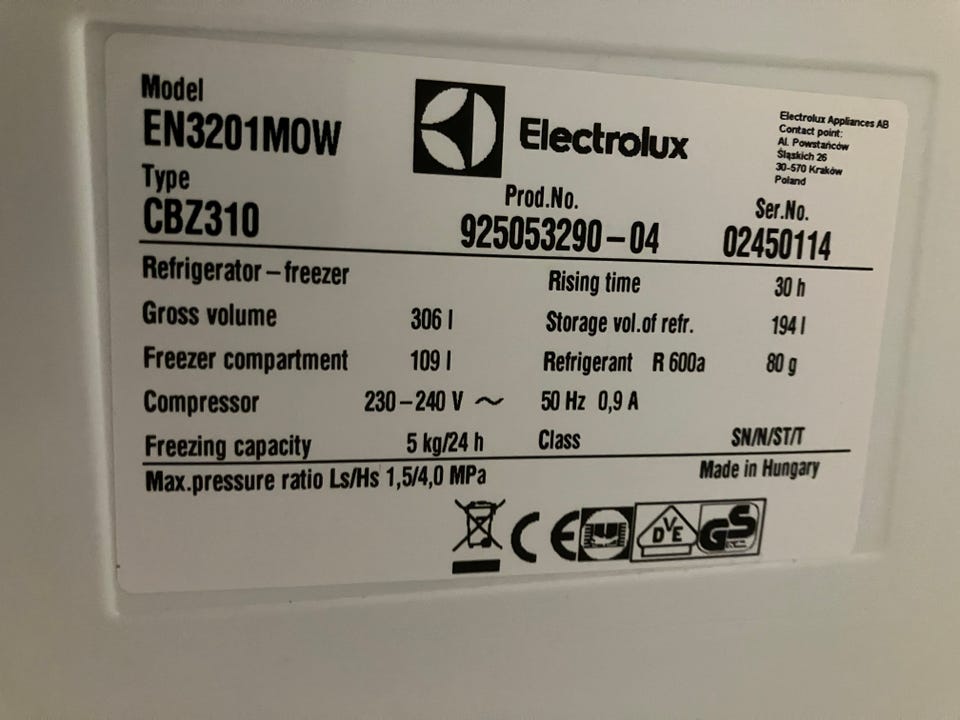 Model
EN3201MOW
Electrolux
Electrolux Appliances AB
Contact point:
Al. Powstańców
Śląskich 26
30-570 Kraków
Poland
Type
CBZ310
Prod.No.
925053290-04
Ser.No.
02450114
Refrigerator-freezer
Rising time 30 h
Gross volume 306 l
Storage vol.of refr. 194 l
Freezer compartment 109 l
Refrigerant R 600a 80 g
Compressor 230-240 V ~ 50 Hz 0,9 A
Freezing capacity 5 kg/24 h
Class SN/N/ST/T
Max.pressure ratio Ls/Hs 1,5/4,0 MPa
Made in Hungary
CE
DVE
GS